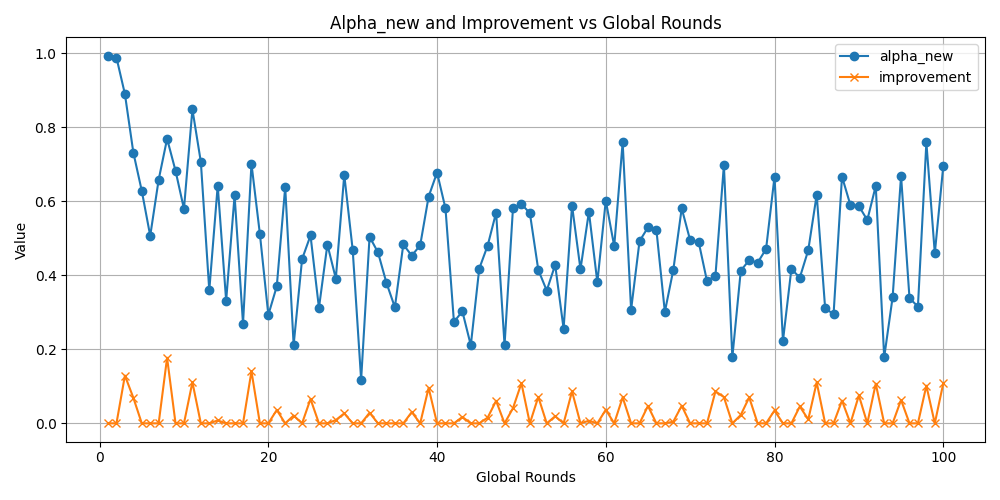 Alpha_new and Improvement vs Global Rounds
alpha_new
improvement
Value
1.0
0.8
0.6
0.4
0.2
0.0
0
20
40
60
80
100
Global Rounds